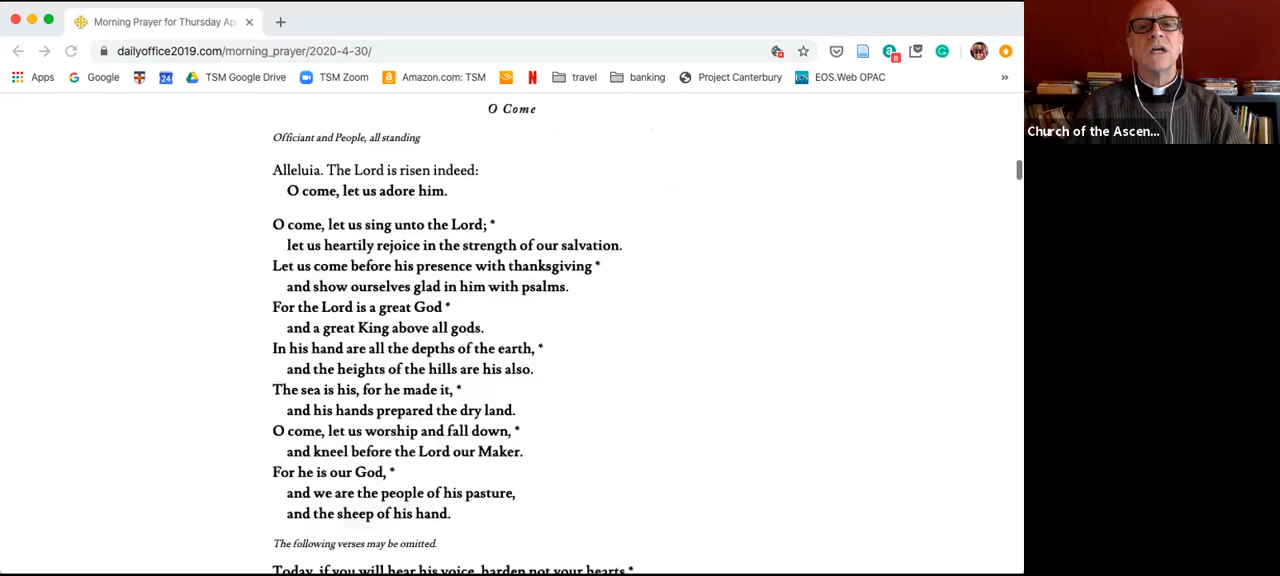 Morning Prayer for Thursday Ap
dailyoffice2019.com/morning_prayer/2020-4-30/
Apps
Google
24
TSM Google Drive
TSM Zoom
a
Amazon.com: TSM
N
travel
banking
Project Canterbury
EOS
EOS.Web OPAC
»
Church of the Ascen...
O Come
Officiant and People, all standing
Alleluia. The Lord is risen indeed:
O come, let us adore him.
O come, let us sing unto the Lord; *
let us heartily rejoice in the strength of our salvation.
Let us come before his presence with thanksgiving *
and show ourselves glad in him with psalms.
For the Lord is a great God *
and a great King above all gods.
In his hand are all the depths of the earth, *
and the heights of the hills are his also.
The sea is his, for he made it, *
and his hands prepared the dry land.
O come, let us worship and fall down, *
and kneel before the Lord our Maker.
For he is our God, *
and we are the people of his pasture,
and the sheep of his hand.
The following verses may be omitted.
Today, if you will hear his voice, harden not your hearts *